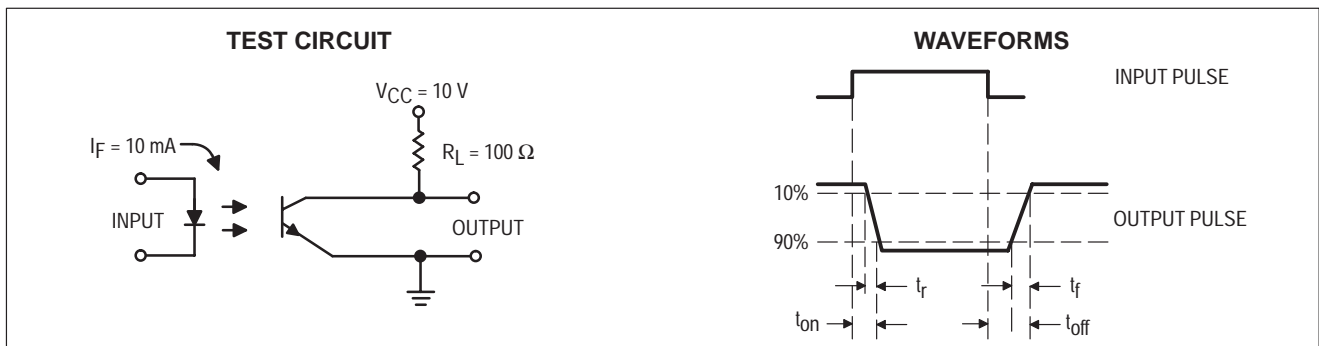 TEST CIRCUIT
VCC = 10 V
IF = 10 mA
RL = 100 Ω
INPUT
OUTPUT
WAVEFORMS
INPUT PULSE
10%
OUTPUT PULSE
90%
tr
tf
ton
toff